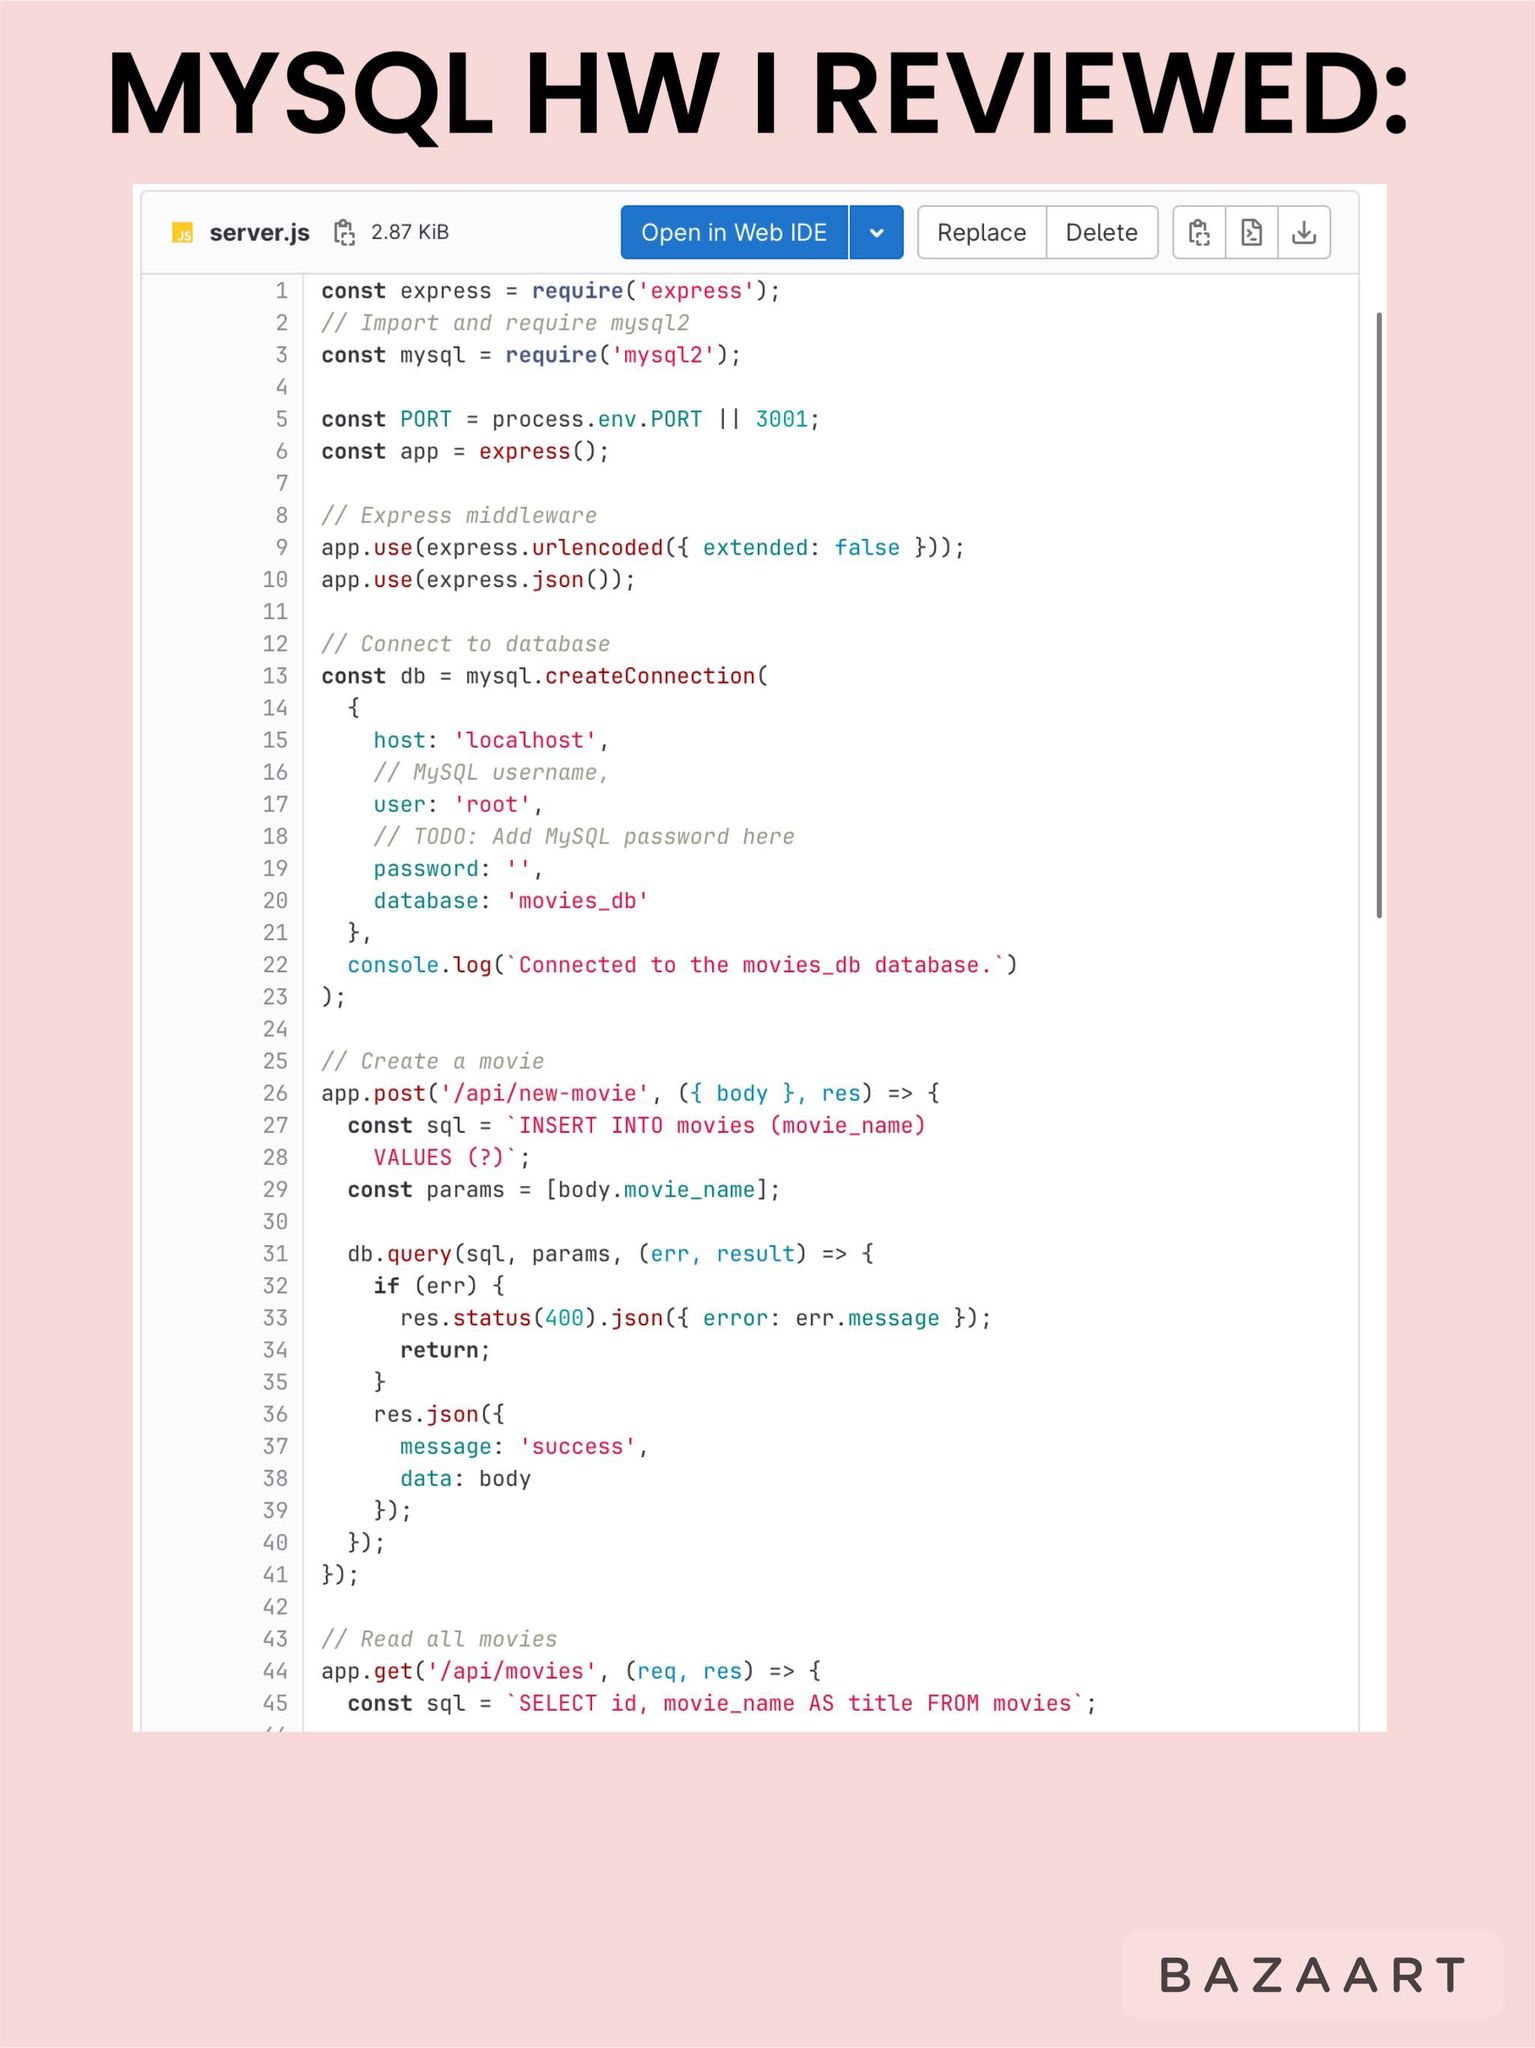 MYSQL HW I REVIEWED:
JS server.js 2.87 KiB Open in Web IDE Replace Delete
1 const express = require('express');
2 // Import and require mysql2
3 const mysql = require('mysql2');
4
5 const PORT = process.env.PORT || 3001;
6 const app = express();
7
8 // Express middleware
9 app.use(express.urlencoded({ extended: false }));
10 app.use(express.json());
11
12 // Connect to database
13 const db = mysql.createConnection(
14   {
15     host: 'localhost',
16     // MySQL username,
17     user: 'root',
18     // TODO: Add MySQL password here
19     password: '',
20     database: 'movies_db'
21   },
22   console.log(`Connected to the movies_db database.`)
23 );
24
25 // Create a movie
26 app.post('/api/new-movie', ({ body }, res) => {
27   const sql = `INSERT INTO movies (movie_name)
28     VALUES (?)`;
29   const params = [body.movie_name];
30
31   db.query(sql, params, (err, result) => {
32     if (err) {
33       res.status(400).json({ error: err.message });
34       return;
35     }
36     res.json({
37       message: 'success',
38       data: body
39     });
40   });
41 });
42
43 // Read all movies
44 app.get('/api/movies', (req, res) => {
45   const sql = `SELECT id, movie_name AS title FROM movies`;
BAZAART